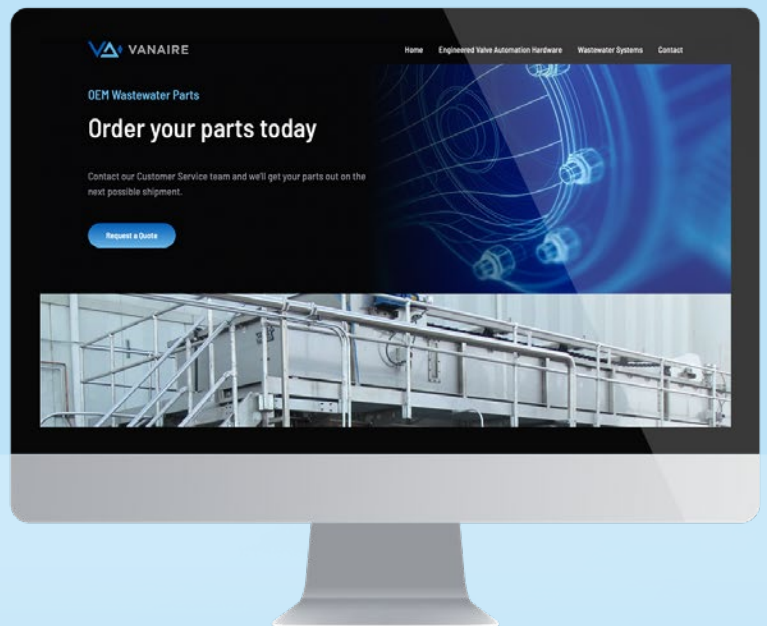 VA VANAIRE
Home Engineered Valve Automation Hardware Wastewater Systems Contact
OEM Wastewater Parts
Order your parts today
Contact our Customer Service team and we'll get your parts out on the
next possible shipment.
Request a Quote